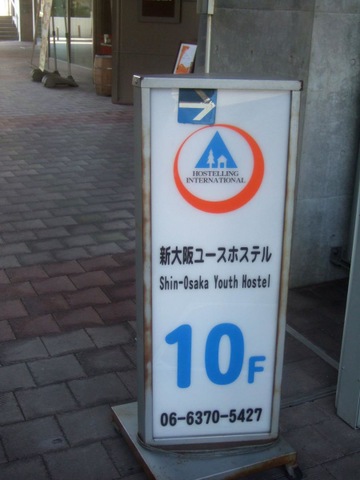 HOSTELLING
INTERNATIONAL
新大阪ユースホステル
Shin-Osaka Youth Hostel
10F
06-6370-5427